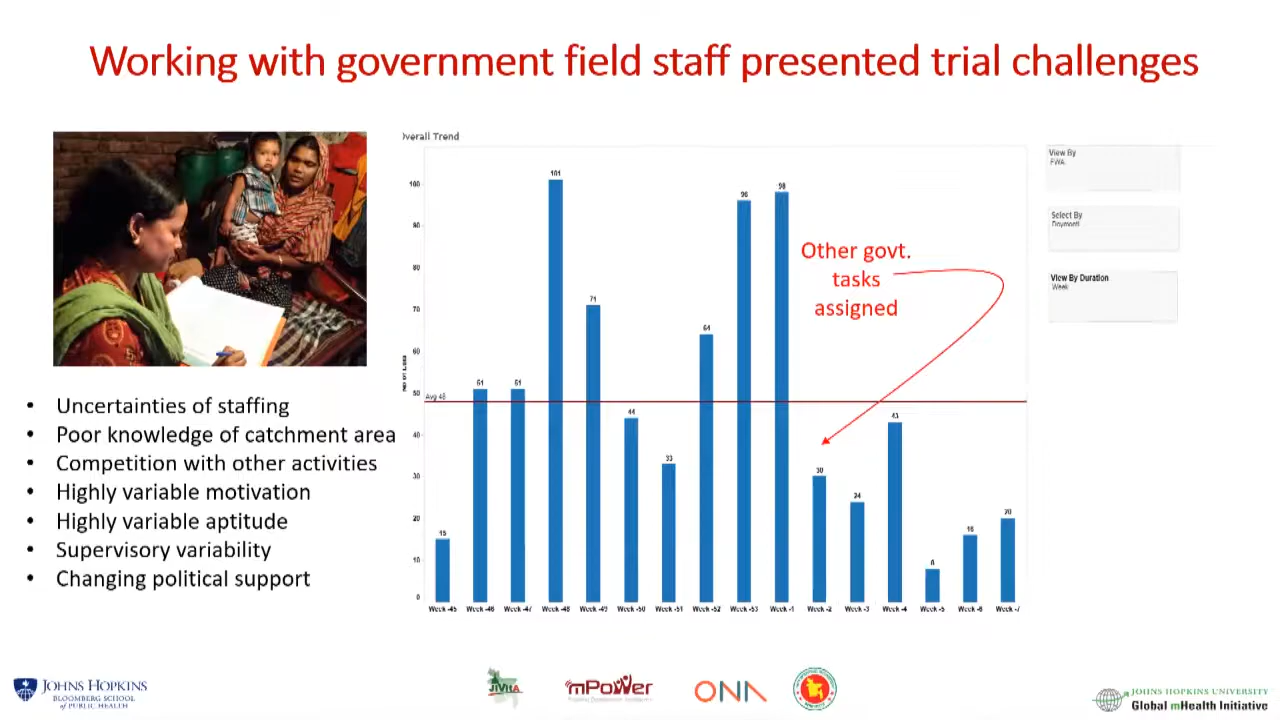 Working with government field staff presented trial challenges
verall Trend
View By
FWA
Select By
View By Duration
Week
100
90
80
70
60
50
40
30
20
10
0
Avg 48
15
51
51
101
71
44
33
64
96
98
30
24
43
8
16
20
Other govt.
tasks
assigned
Week -45
Week -46
Week -47
Week -48
Week -49
Week -50
Week -51
Week -52
Week -53
Week -1
Week -2
Week -3
Week -4
Week -5
Week -6
Week -7
• Uncertainties of staffing
• Poor knowledge of catchment area
• Competition with other activities
• Highly variable motivation
• Highly variable aptitude
• Supervisory variability
• Changing political support
JOHNS HOPKINS
BLOOMBERG SCHOOL
of PUBLIC HEALTH
JiVitA
mPower
ONA
JOHNS HOPKINS UNIVERSITY
Global mHealth Initiative